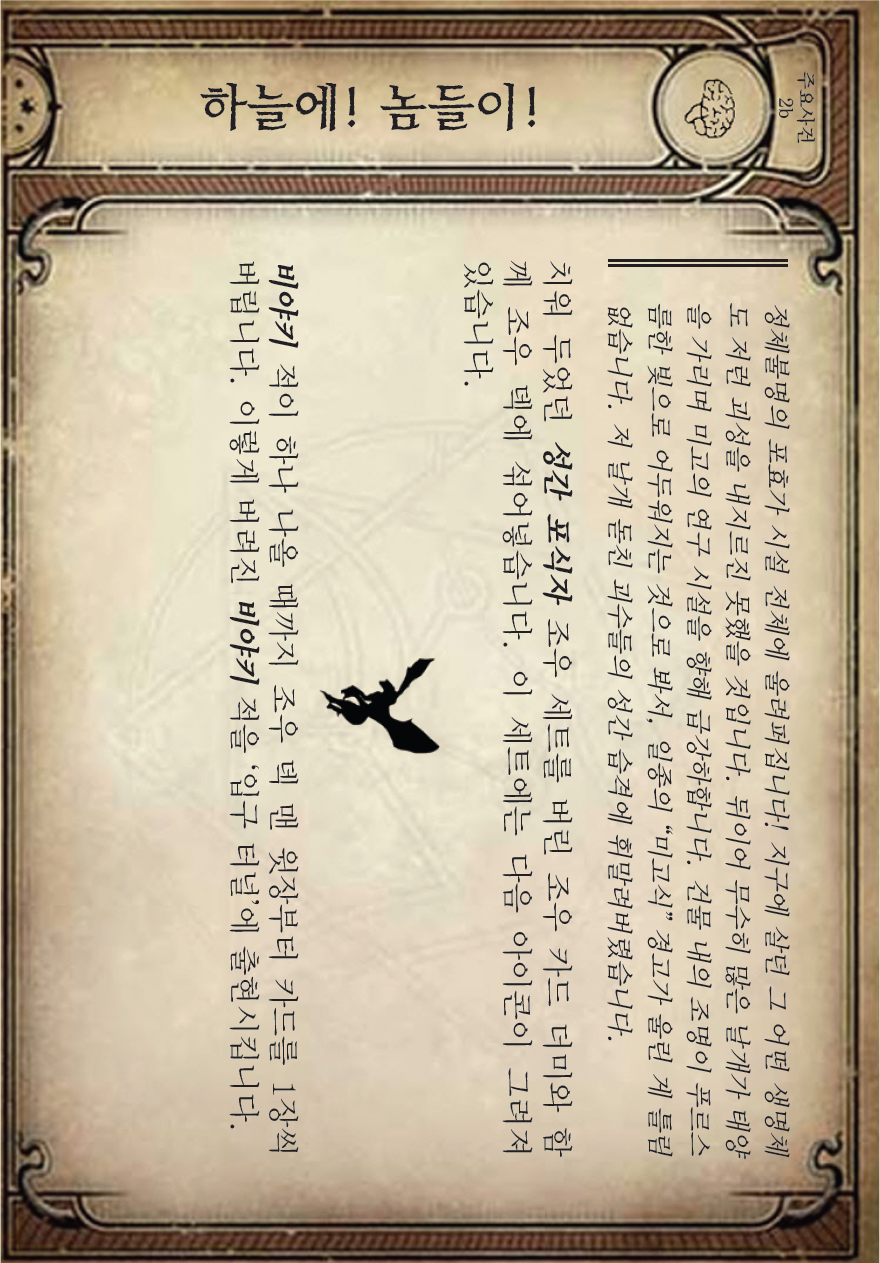 주요사건
2b
하늘에! 놈들이!
정체불명의 포효가 시설 전체에 울려퍼집니다! 지구에 살던 그 어떤 생명체
도 저런 괴성을 내지르진 못했을 것입니다. 뒤이어 무수히 많은 날개가 태양
을 가리며 미고의 연구 시설을 향해 급강하합니다. 건물 내의 조명이 푸르스
름한 빛으로 어두워지는 것으로 봐서, 일종의 “미고식” 경고가 울린 게 틀림
없습니다. 저 날개 돋친 괴수들의 성간 습격에 휘말려버렸습니다.
치워 두었던 성간 포식자 조우 세트를 버린 조우 카드 더미와 함
께 조우 덱에 섞어넣습니다. 이 세트에는 다음 아이콘이 그려져
있습니다.
비야키 적이 하나 나올 때까지 조우 덱 맨 윗장부터 카드를 1장씩
버립니다. 이렇게 버려진 비야키 적을 ‘입구 터널’에 출현시킵니다.